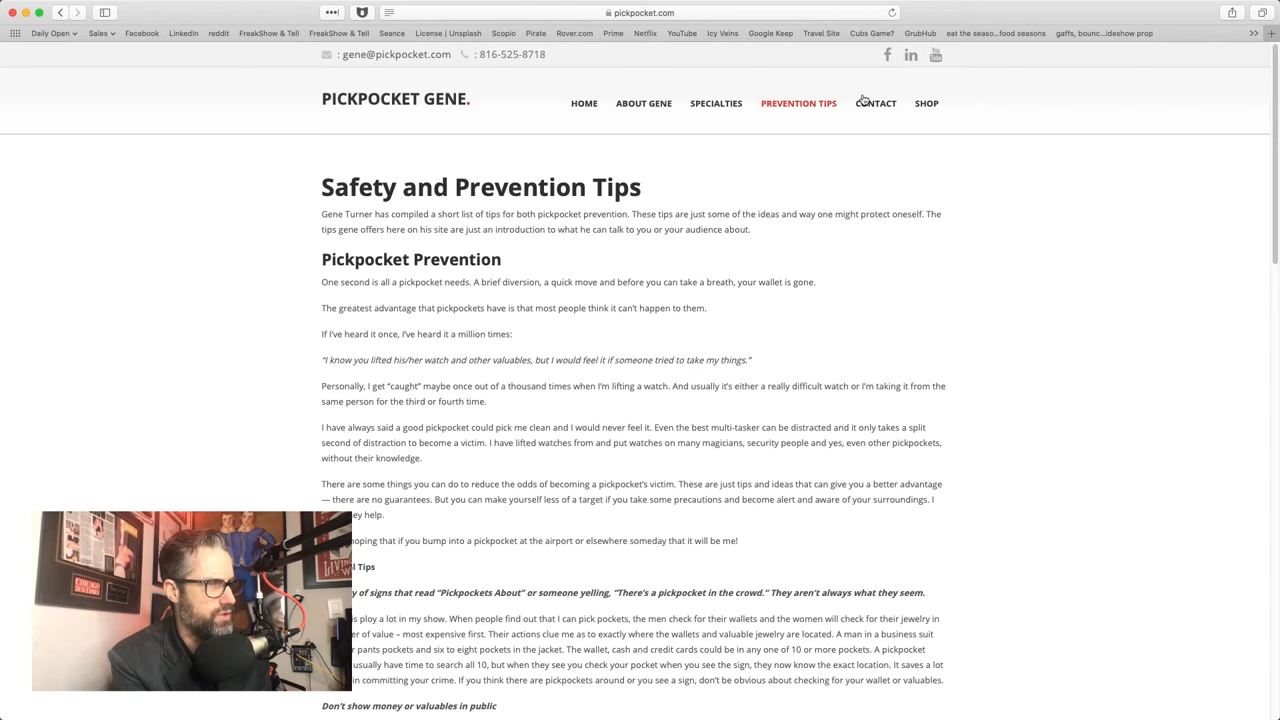 pickpocket.com
Daily Open Sales Facebook LinkedIn reddit FreakShow & Tell FreakShow & Tell Seance License | Unsplash Scopio Pirate Rover.com Prime Netflix YouTube Icy Veins Google Keep Travel Site Cubs Game? GrubHub eat the seaso...food seasons gaffs, bounc...ideshow prop
: gene@pickpocket.com : 816-525-8718
PICKPOCKET GENE. HOME ABOUT GENE SPECIALTIES PREVENTION TIPS CONTACT SHOP
Safety and Prevention Tips
Gene Turner has compiled a short list of tips for both pickpocket prevention. These tips are just some of the ideas and way one might protect oneself. The
tips gene offers here on his site are just an introduction to what he can talk to you or your audience about.
Pickpocket Prevention
One second is all a pickpocket needs. A brief diversion, a quick move and before you can take a breath, your wallet is gone.
The greatest advantage that pickpockets have is that most people think it can't happen to them.
If I've heard it once, I've heard it a million times:
"I know you lifted his/her watch and other valuables, but I would feel it if someone tried to take my things."
Personally, I get "caught" maybe once out of a thousand times when I'm lifting a watch. And usually it's either a really difficult watch or I'm taking it from the
same person for the third or fourth time.
I have always said a good pickpocket could pick me clean and I would never feel it. Even the best multi-tasker can be distracted and it only takes a split
second of distraction to become a victim. I have lifted watches from and put watches on many magicians, security people and yes, even other pickpockets,
without their knowledge.
There are some things you can do to reduce the odds of becoming a pickpocket's victim. These are just tips and ideas that can give you a better advantage
— there are no guarantees. But you can make yourself less of a target if you take some precautions and become alert and aware of your surroundings. I
ey help.
oping that if you bump into a pickpocket at the airport or elsewhere someday that it will be me!
l Tips
y of signs that read "Pickpockets About" or someone yelling, "There's a pickpocket in the crowd." They aren't always what they seem.
is ploy a lot in my show. When people find out that I can pick pockets, the men check for their wallets and the women will check for their jewelry in
er of value – most expensive first. Their actions clue me as to exactly where the wallets and valuable jewelry are located. A man in a business suit
r pants pockets and six to eight pockets in the jacket. The wallet, cash and credit cards could be in any one of 10 or more pockets. A pickpocket
usually have time to search all 10, but when they see you check your pocket when you see the sign, they now know the exact location. It saves a lot
in committing your crime. If you think there are pickpockets around or you see a sign, don't be obvious about checking for your wallet or valuables.
Don't show money or valuables in public
CHICAGO
SUN-TIMES
LIVING